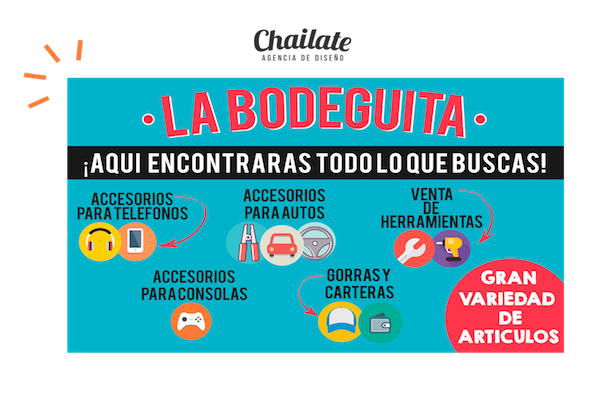 Chailate
AGENCIA DE DISEÑO
• LA BODEGUITA •
¡AQUI ENCONTRARAS TODO LO QUE BUSCAS!
ACCESORIOS
PARA TELEFONOS
ACCESORIOS
PARA AUTOS
VENTA
DE
HERRAMIENTAS
ACCESORIOS
PARA CONSOLAS
GORRAS Y
CARTERAS
GRAN
VARIEDAD
DE
ARTICULOS